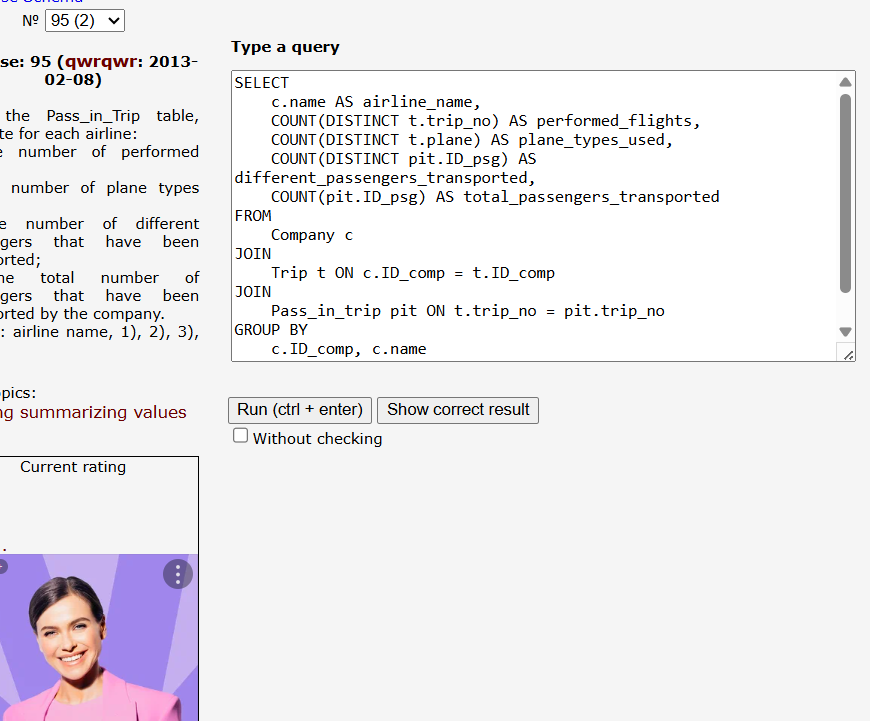 Nº 95 (2)
se: 95 (qwrqwr: 2013-
02-08)
the Pass_in_Trip table,
te for each airline:
e number of performed
number of plane types
e number of different
gers that have been
orted;
ne total number of
gers that have been
orted by the company.
: airline name, 1), 2), 3),
pics:
ng summarizing values
Current rating
.
Type a query
SELECT
c.name AS airline_name,
COUNT(DISTINCT t.trip_no) AS performed_flights,
COUNT(DISTINCT t.plane) AS plane_types_used,
COUNT(DISTINCT pit.ID_psg) AS
different_passengers_transported,
COUNT(pit.ID_psg) AS total_passengers_transported
FROM
Company c
JOIN
Trip t ON c.ID_comp = t.ID_comp
JOIN
Pass_in_trip pit ON t.trip_no = pit.trip_no
GROUP BY
c.ID_comp, c.name
Run (ctrl + enter) Show correct result
Without checking